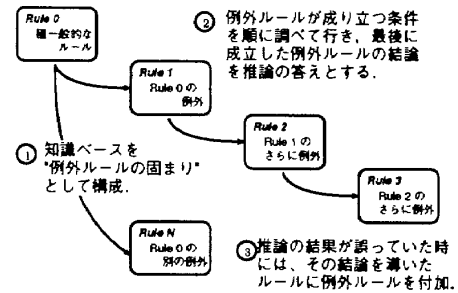 Rule 0
極一般的な
ルール
② 例外ルールが成り立つ条件
を順に調べて行き，最後に
成立した例外ルールの結論
を推論の答えとする．
Rule 1
Rule 0 の
例外
Rule 2
Rule 1 の
さらに例外
① 知識ベースを
"例外ルールの固まり"
として構成．
Rule 3
Rule 2 の
さらに例外
Rule N
Rule 0 の
別の例外
③推論の結果が誤っていた時
には、その結論を導いた
ルールに例外ルールを付加．